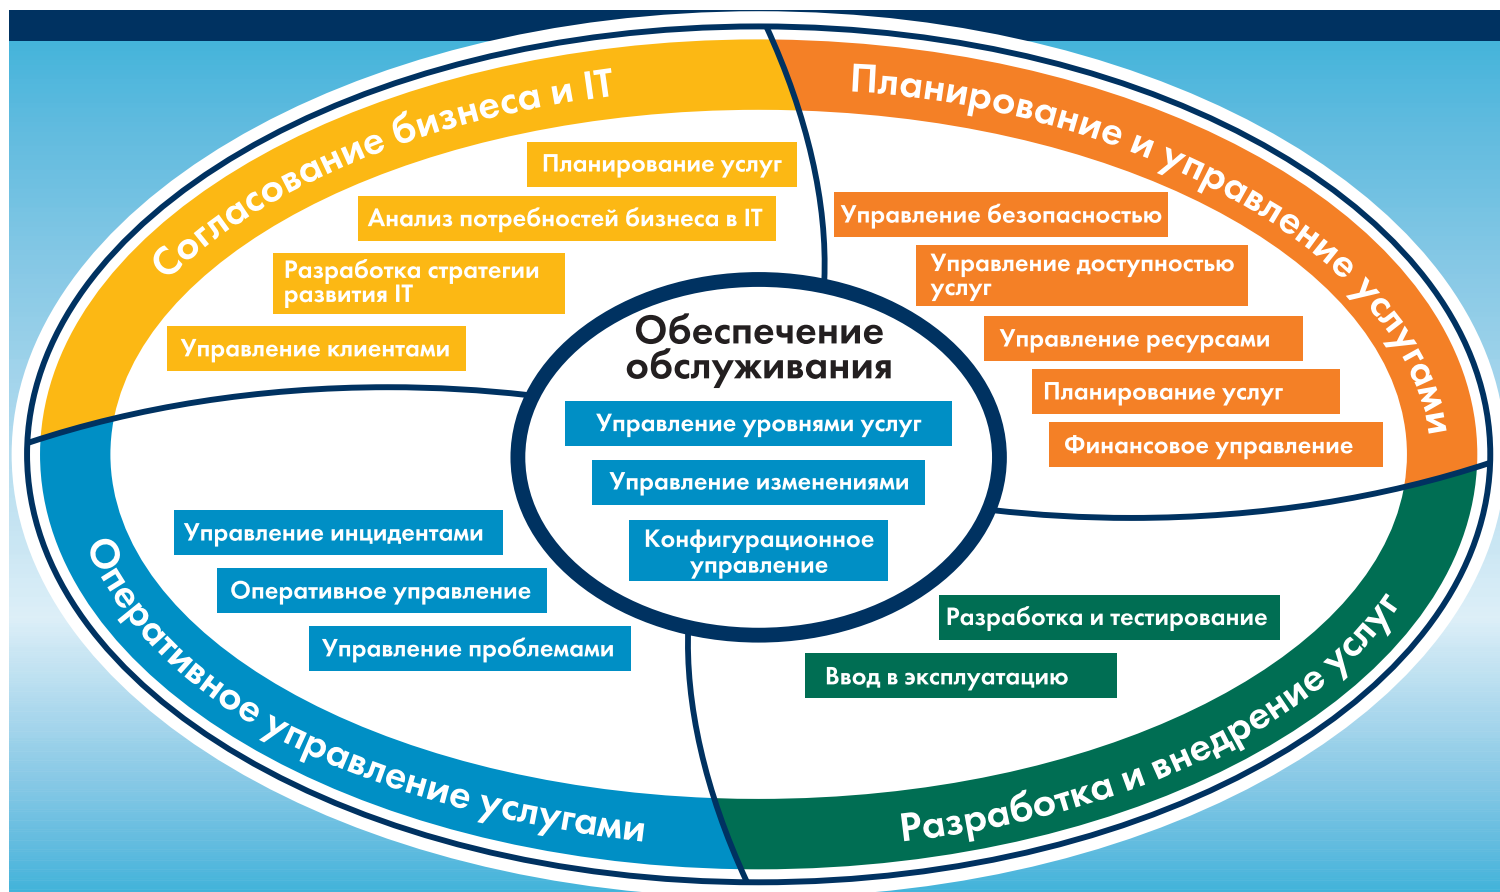 Согласование бизнеса и IT
Планирование услуг
Анализ потребностей бизнеса в IT
Разработка стратегии
развития IT
Управление клиентами
Планирование и управление услугами
Управление безопасностью
Управление доступностью
услуг
Управление ресурсами
Планирование услуг
Финансовое управление
Обеспечение
обслуживания
Управление уровнями услуг
Управление изменениями
Конфигурационное
управление
Управление инцидентами
Оперативное управление
Управление проблемами
Оперативное управление услугами
Разработка и тестирование
Ввод в эксплуатацию
Разработка и внедрение услуг